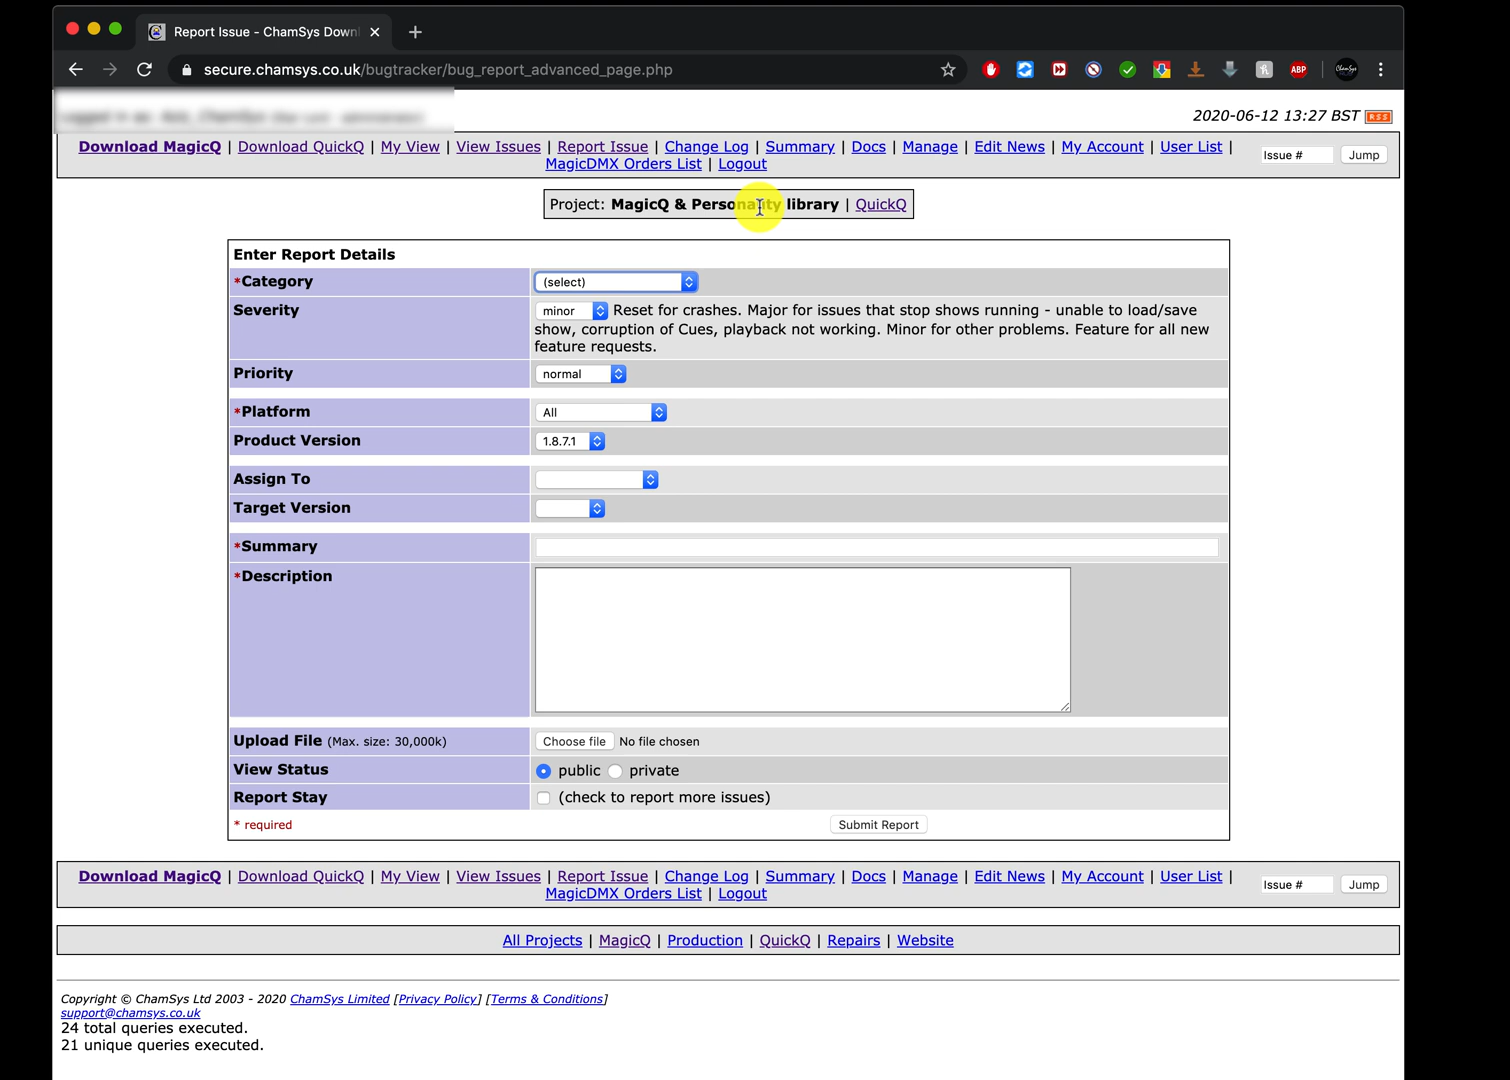 Report Issue - ChamSys Downl
secure.chamsys.co.uk/bugtracker/bug_report_advanced_page.php
ABP
2020-06-12 13:27 BST RSS
Download MagicQ | Download QuickQ | My View | View Issues | Report Issue | Change Log | Summary | Docs | Manage | Edit News | My Account | User List |
MagicDMX Orders List | Logout
Issue # Jump
Project: MagicQ & Personality library | QuickQ
Enter Report Details
*Category (select)
Severity minor Reset for crashes. Major for issues that stop shows running - unable to load/save
show, corruption of Cues, playback not working. Minor for other problems. Feature for all new
feature requests.
Priority normal
*Platform All
Product Version 1.8.7.1
Assign To
Target Version
*Summary
*Description
Upload File (Max. size: 30,000k) Choose file No file chosen
View Status public private
Report Stay (check to report more issues)
* required Submit Report
Download MagicQ | Download QuickQ | My View | View Issues | Report Issue | Change Log | Summary | Docs | Manage | Edit News | My Account | User List |
MagicDMX Orders List | Logout
Issue # Jump
All Projects | MagicQ | Production | QuickQ | Repairs | Website
Copyright © ChamSys Ltd 2003 - 2020 ChamSys Limited [Privacy Policy] [Terms & Conditions]
support@chamsys.co.uk
24 total queries executed.
21 unique queries executed.